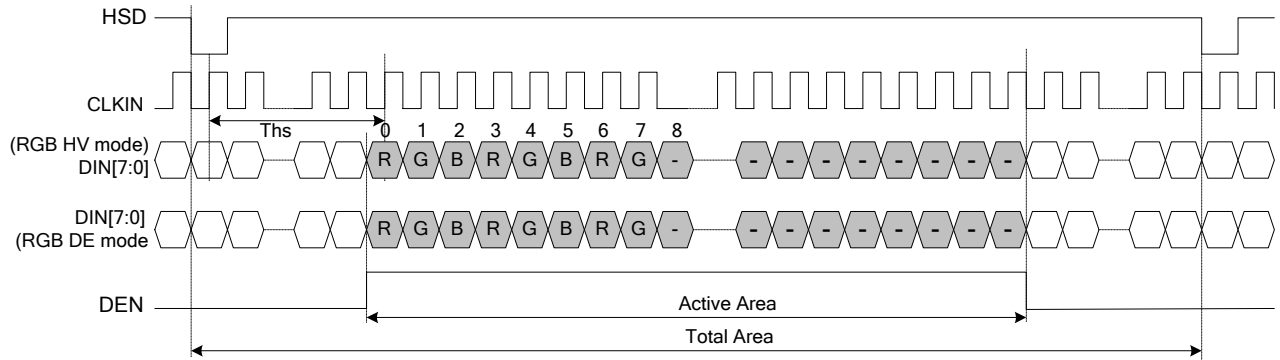 HSD
CLKIN
Ths
0 1 2 3 4 5 6 7 8
(RGB HV mode)
DIN[7:0]
R G B R G B R G - - - - - - - - -
DIN[7:0]
(RGB DE mode
R G B R G B R G - - - - - - - - -
DEN
Active Area
Total Area